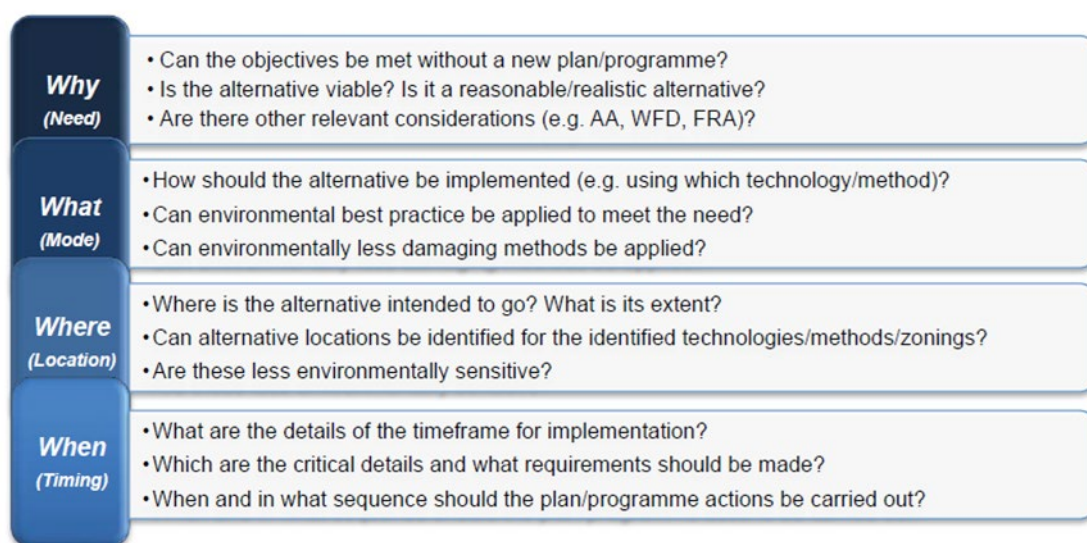 Why
(Need)
• Can the objectives be met without a new plan/programme?
• Is the alternative viable? Is it a reasonable/realistic alternative?
• Are there other relevant considerations (e.g. AA, WFD, FRA)?
What
(Mode)
• How should the alternative be implemented (e.g. using which technology/method)?
• Can environmental best practice be applied to meet the need?
• Can environmentally less damaging methods be applied?
Where
(Location)
• Where is the alternative intended to go? What is its extent?
• Can alternative locations be identified for the identified technologies/methods/zonings?
• Are these less environmentally sensitive?
When
(Timing)
• What are the details of the timeframe for implementation?
• Which are the critical details and what requirements should be made?
• When and in what sequence should the plan/programme actions be carried out?